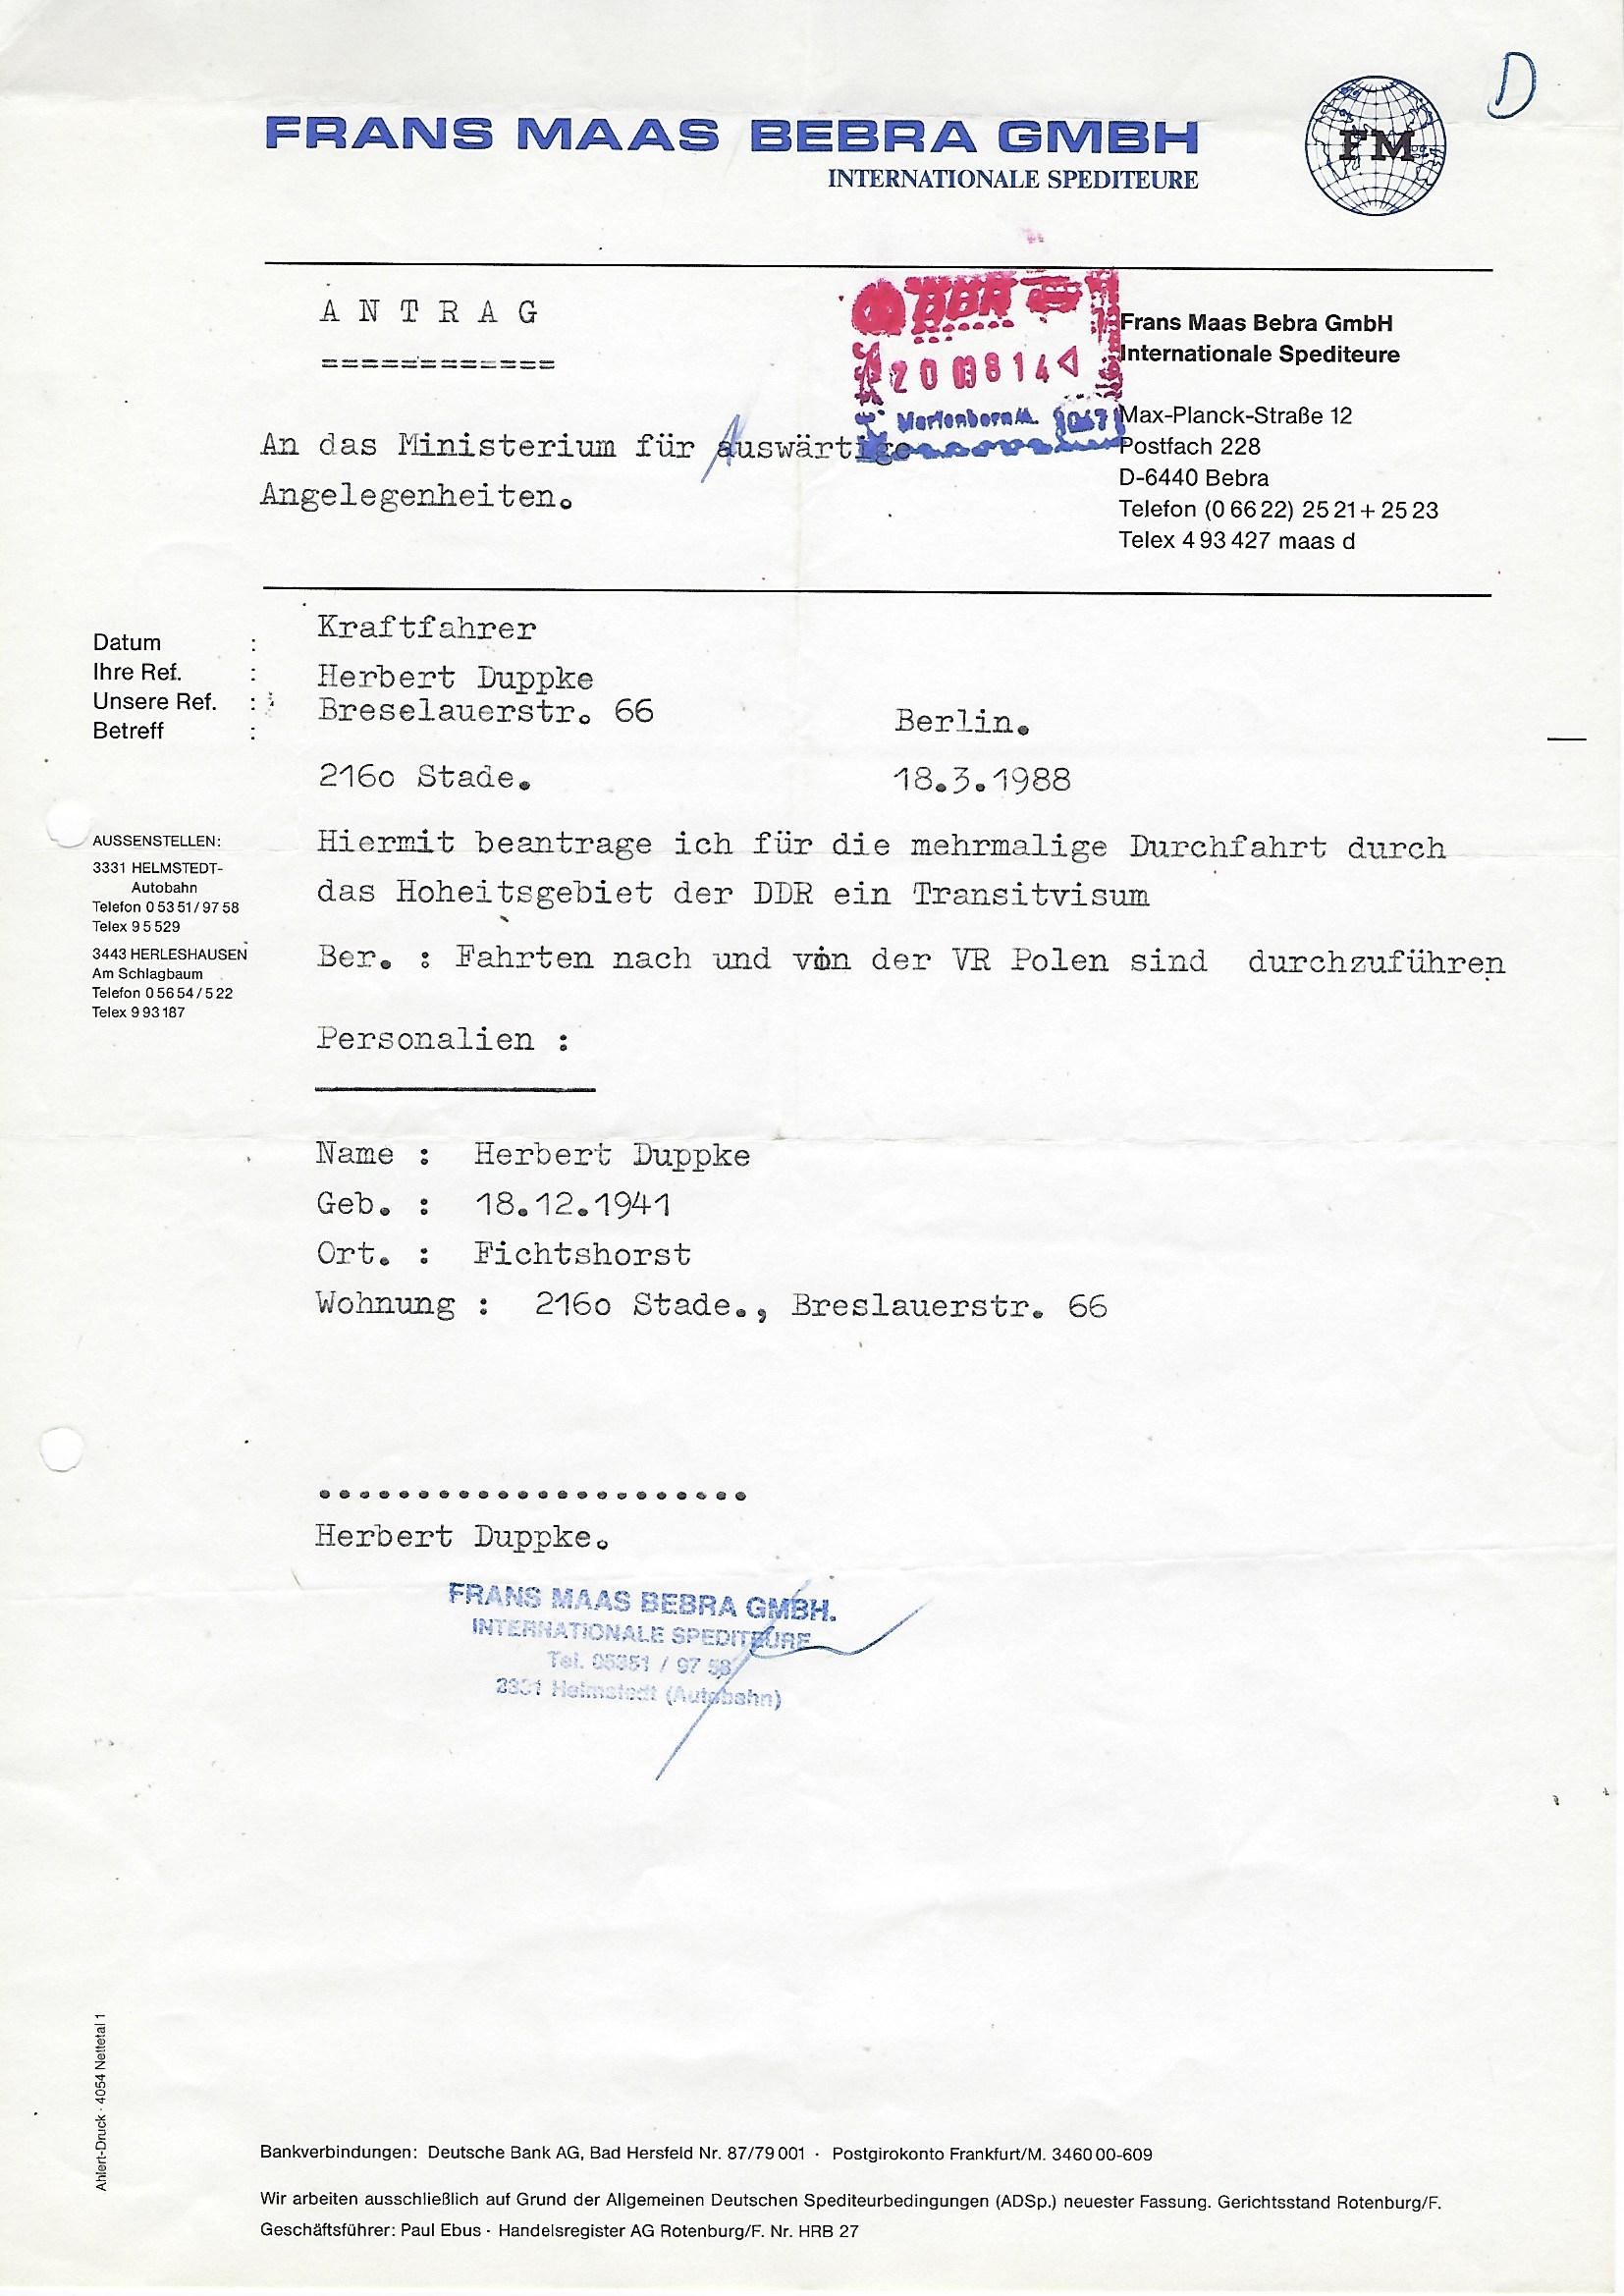 D
FRANS MAAS BEBRA GMBH
INTERNATIONALE SPEDITEURE
FM
A N T R A G
============
DDR
20 0814
Marienborn/A. 1047
Frans Maas Bebra GmbH
Internationale Spediteure
Max-Planck-Straße 12
Postfach 228
D-6440 Bebra
Telefon (0 66 22) 25 21 + 25 23
Telex 4 93 427 maas d
An das Ministerium für Auswärtige
Angelegenheiten.
Datum :
Ihre Ref. :
Unsere Ref. :
Betreff :
Kraftfahrer
Herbert Duppke
Breselauerstr. 66
Berlin.
216o Stade.
18.3.1988
AUSSENSTELLEN:
3331 HELMSTEDT-
Autobahn
Telefon 0 53 51/97 58
Telex 9 5 529
3443 HERLESHAUSEN
Am Schlagbaum
Telefon 0 56 54/5 22
Telex 9 93 187
Hiermit beantrage ich für die mehrmalige Durchfahrt durch
das Hoheitsgebiet der DDR ein Transitvisum
Ber. : Fahrten nach und von der VR Polen sind durchzuführen
Personalien :
Name : Herbert Duppke
Geb. : 18.12.1941
Ort. : Fichtshorst
Wohnung : 216o Stade., Breslauerstr. 66
......................
Herbert Duppke.
FRANS MAAS BEBRA GMBH.
INTERNATIONALE SPEDITEURE
Tel. 05351 / 97 58
3331 Helmstedt (Autobahn)
Ahlert-Druck · 4054 Nettetal 1
Bankverbindungen: Deutsche Bank AG, Bad Hersfeld Nr. 87/79 001 · Postgirokonto Frankfurt/M. 3460 00-609
Wir arbeiten ausschließlich auf Grund der Allgemeinen Deutschen Spediteurbedingungen (ADSp.) neuester Fassung. Gerichtsstand Rotenburg/F.
Geschäftsführer: Paul Ebus · Handelsregister AG Rotenburg/F. Nr. HRB 27